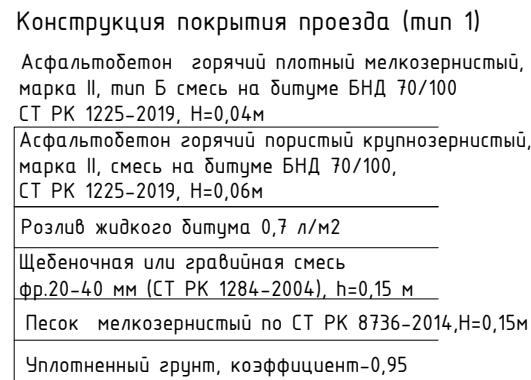 Конструкция покрытия проезда (тип 1)
Асфальтобетон горячий плотный мелкозернистый,
марка II, тип Б смесь на битуме БНД 70/100
СТ РК 1225-2019, Н=0,04м
Асфальтобетон горячий пористый крупнозернистый,
марка II, смесь на битуме БНД 70/100,
СТ РК 1225-2019, Н=0,06м
Розлив жидкого битума 0,7 л/м2
Щебеночная или гравийная смесь
фр.20-40 мм (СТ РК 1284-2004), h=0,15 м
Песок мелкозернистый по СТ РК 8736-2014,Н=0,15м
Уплотненный грунт, коэффициент-0,95